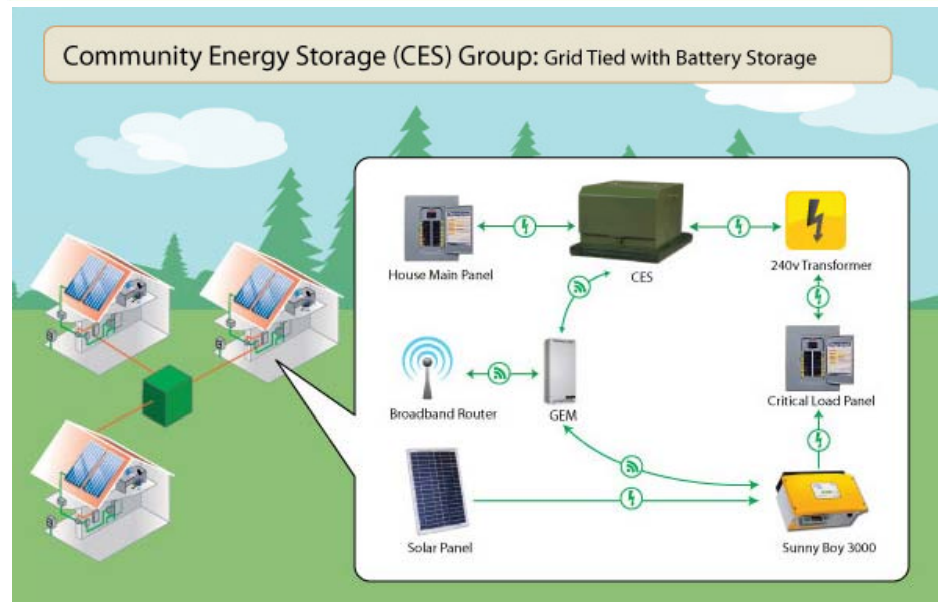 Community Energy Storage (CES) Group: Grid Tied with Battery Storage
House Main Panel
CES
240v Transformer
Broadband Router
GEM
Critical Load Panel
Solar Panel
Sunny Boy 3000